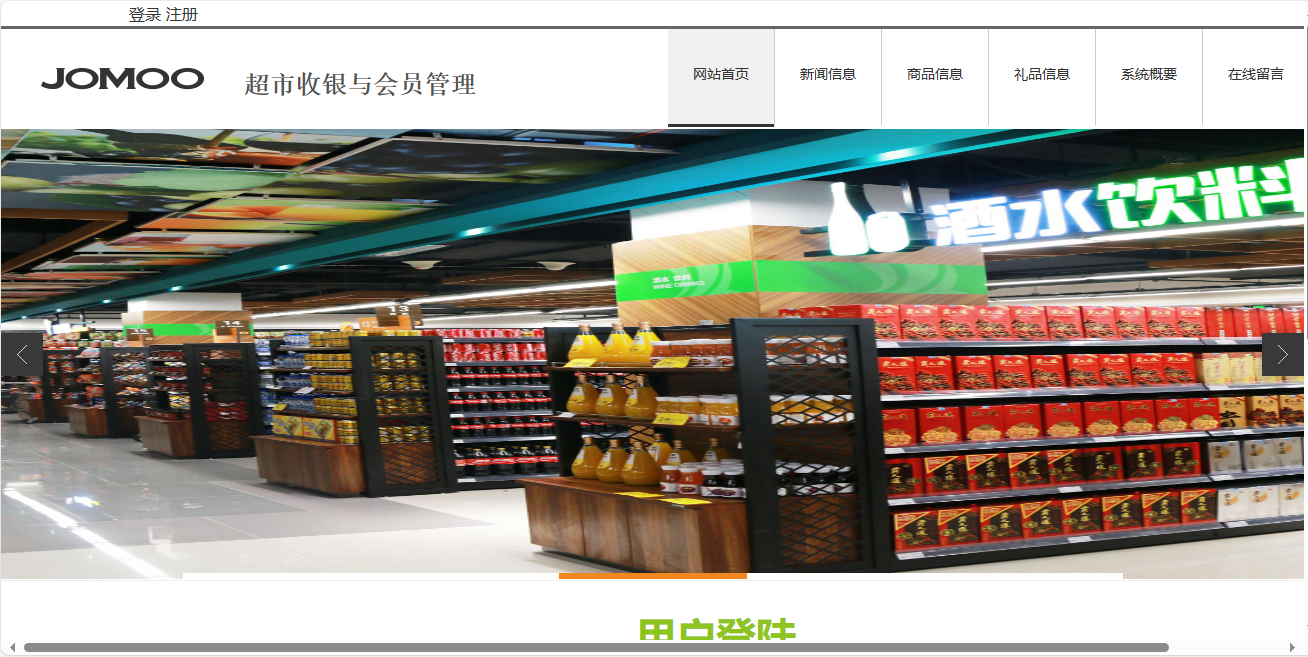 登录 注册
JOMOO
超市收银与会员管理
网站首页
新闻信息
商品信息
礼品信息
系统概要
在线留言
酒水饮料
酒水 饮料
WINE DRINKS
14
13
用户登陆